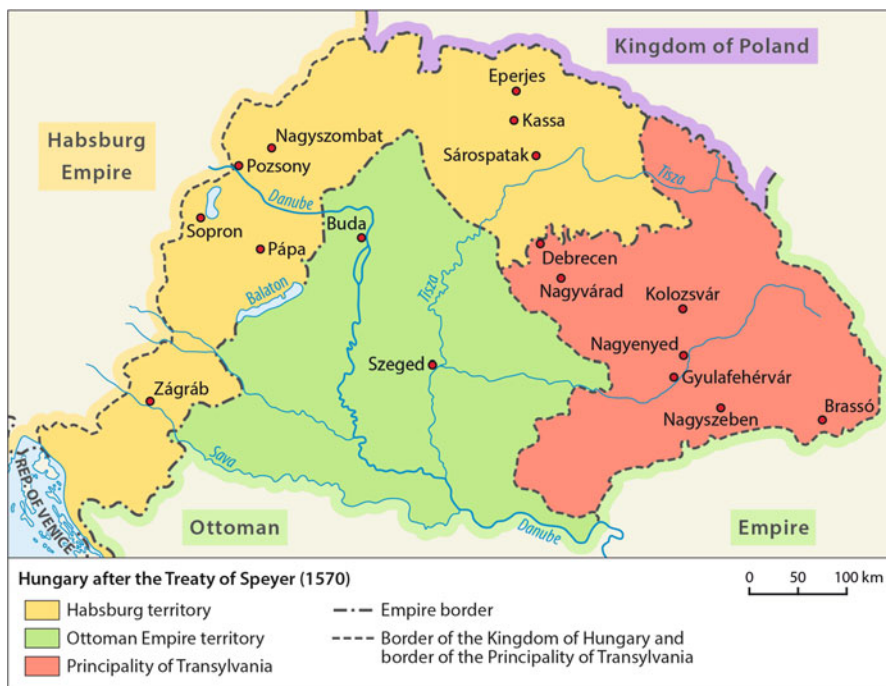 Kingdom of Poland
Eperjes
Kassa
Habsburg
Empire
Nagyszombat
Pozsony
Sárospatak
Tisza
Danube
Sopron
Buda
Pápa
Debrecen
Nagyvárad
Balaton
Tisza
Kolozsvár
Nagyenyed
Szeged
Gyulafehérvár
Zágráb
Nagyszeben
Brassó
Sava
REP. OF VENICE
Ottoman
Danube
Empire
Hungary after the Treaty of Speyer (1570)
0 50 100 km
Habsburg territory
Ottoman Empire territory
Principality of Transylvania
Empire border
Border of the Kingdom of Hungary and
border of the Principality of Transylvania